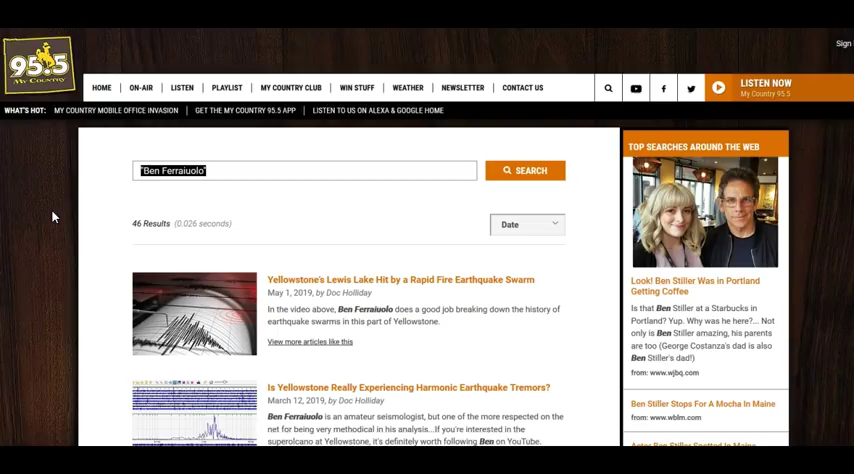 Sign
95.5
MY COUNTRY
HOME ON-AIR LISTEN PLAYLIST MY COUNTRY CLUB WIN STUFF WEATHER NEWSLETTER CONTACT US
LISTEN NOW
My Country 95.5
WHAT'S HOT: MY COUNTRY MOBILE OFFICE INVASION GET THE MY COUNTRY 95.5 APP LISTEN TO US ON ALEXA & GOOGLE HOME
"Ben Ferraiuolo"
SEARCH
46 Results (0.026 seconds)
Date
Yellowstone's Lewis Lake Hit by a Rapid Fire Earthquake Swarm
May 1, 2019, by Doc Holliday
In the video above, Ben Ferraiuolo does a good job breaking down the history of
earthquake swarms in this part of Yellowstone.
View more articles like this
Is Yellowstone Really Experiencing Harmonic Earthquake Tremors?
March 12, 2019, by Doc Holliday
Ben Ferraiuolo is an amateur seismologist, but one of the more respected on the
net for being very methodical in his analysis...If you're interested in the
supercolcano at Yellowstone, it's definitely worth following Ben on YouTube.
TOP SEARCHES AROUND THE WEB
Look! Ben Stiller Was in Portland
Getting Coffee
Is that Ben Stiller at a Starbucks in
Portland? Yup. Why was he here?... Not
only is Ben Stiller amazing, his parents
are too (George Costanza's dad is also
Ben Stiller's dad!)
from: www.wjbq.com
Ben Stiller Stops For A Mocha In Maine
from: www.wblm.com
Actor Ben Stiller Spotted In Maine